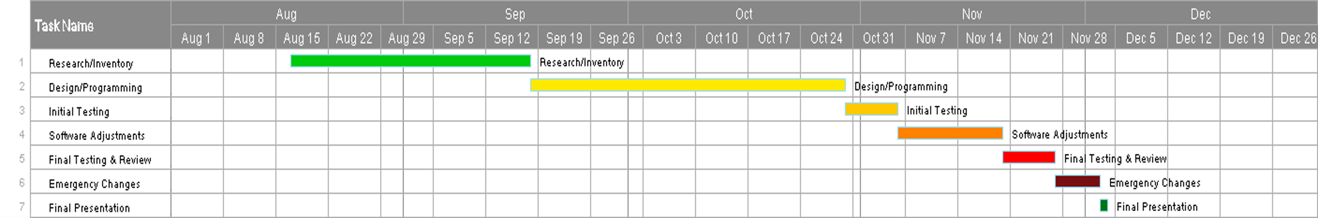 Task Name
Aug Sep Oct Nov Dec
Aug 1 Aug 8 Aug 15 Aug 22 Aug 29 Sep 5 Sep 12 Sep 19 Sep 26 Oct 3 Oct 10 Oct 17 Oct 24 Oct 31 Nov 7 Nov 14 Nov 21 Nov 28 Dec 5 Dec 12 Dec 19 Dec 26
1 Research/Inventory Research/Inventory
2 Design/Programming Design/Programming
3 Initial Testing Initial Testing
4 Software Adjustments Software Adjustments
5 Final Testing & Review Final Testing & Review
6 Emergency Changes Emergency Changes
7 Final Presentation Final Presentation